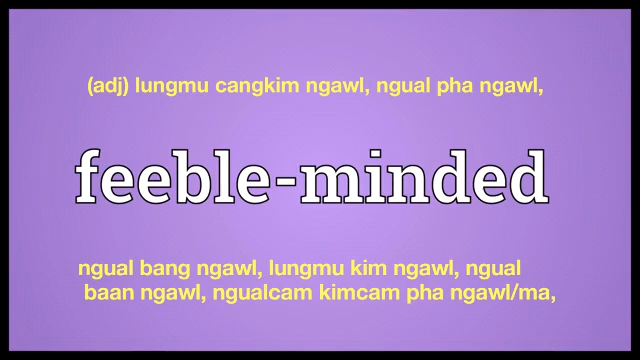 (adj) lungmu cangkim ngawl, ngual pha ngawl,
feeble-minded
ngual bang ngawl, lungmu kim ngawl, ngual
baan ngawl, ngualcam kimcam pha ngawl/ma,